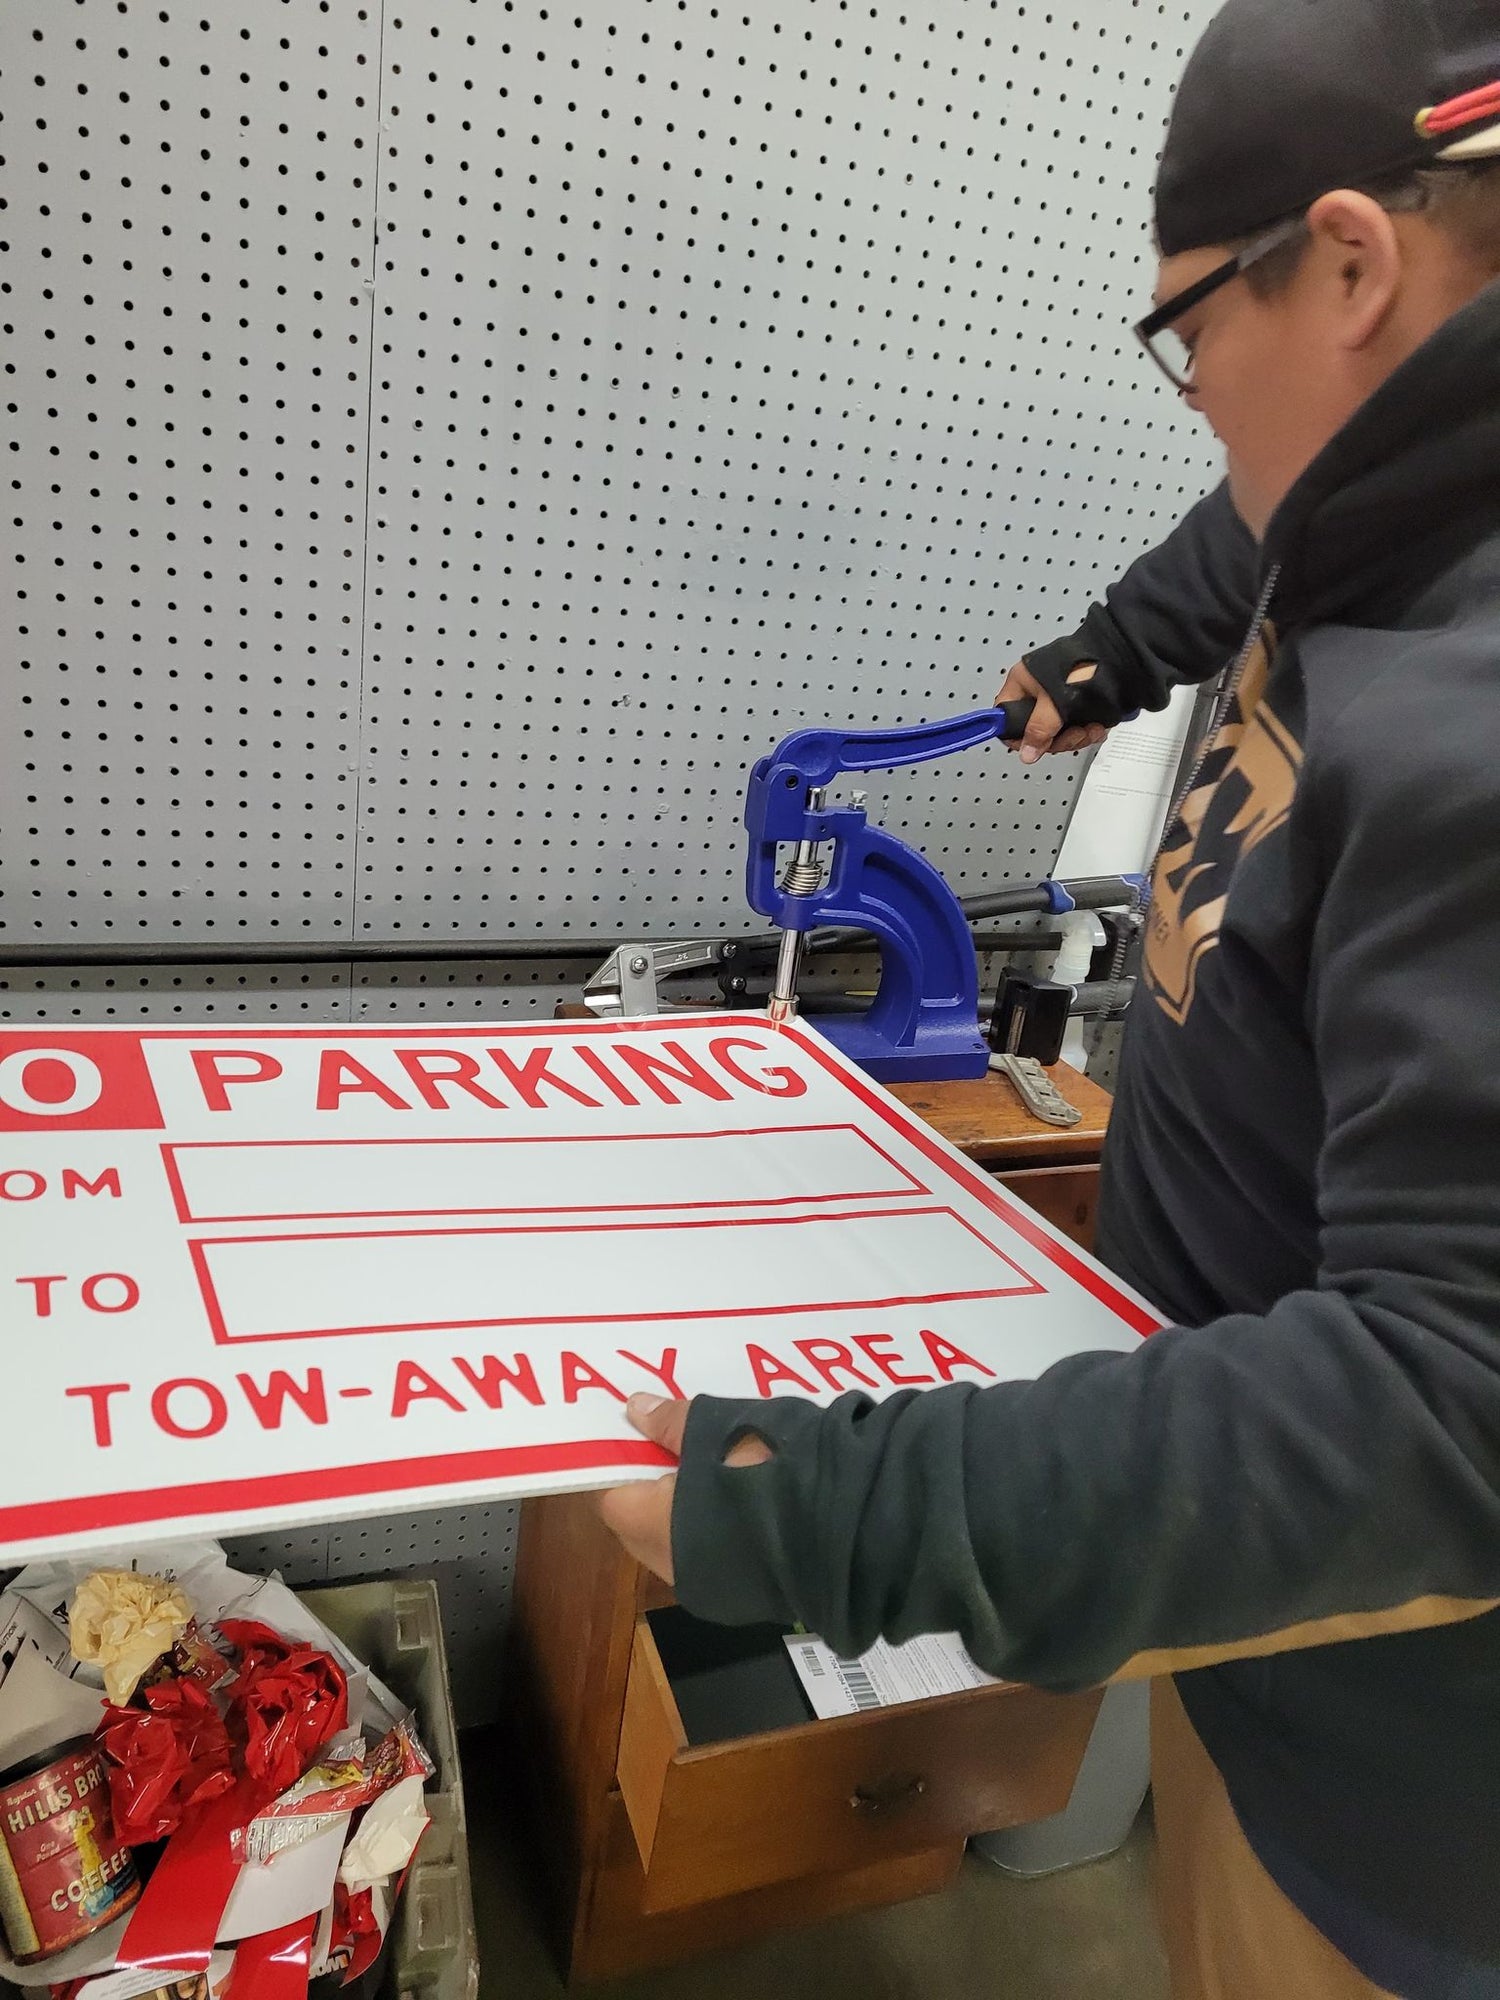 O PARKING
OM
TO
TOW-AWAY AREA
HILLS BRO
COFFEE